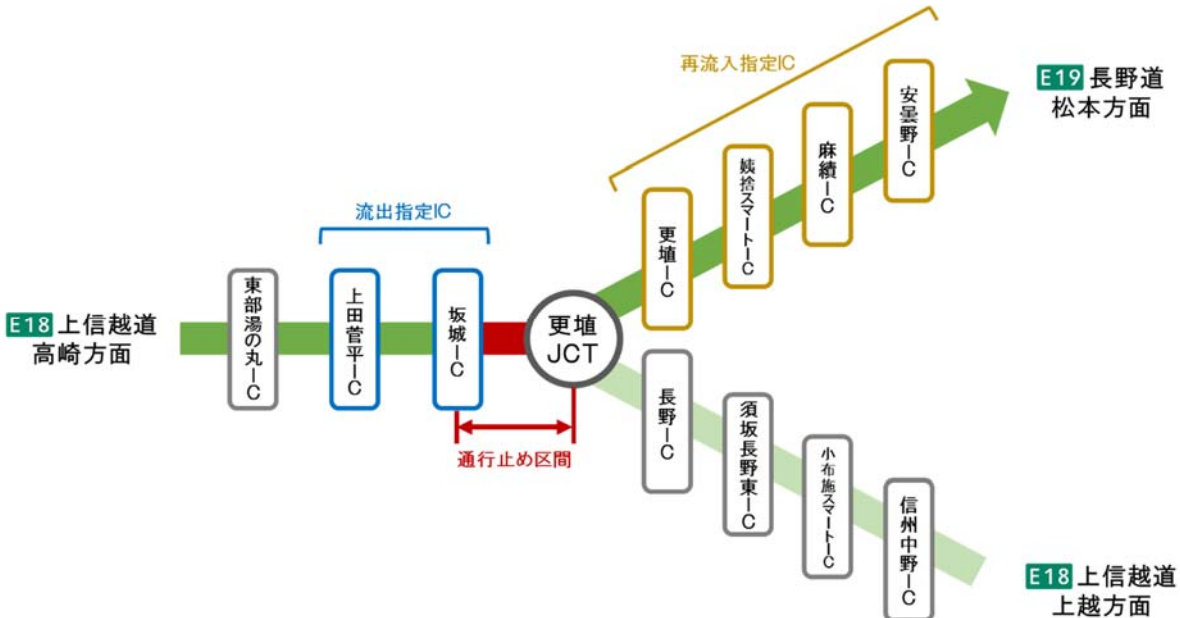 再流入指定IC
E19 長野道
松本方面
安曇野IC
麻績IC
姨捨スマートIC
更埴IC
流出指定IC
E18 上信越道
高崎方面
東部湯の丸IC
上田菅平IC
坂城IC
更埴
JCT
通行止め区間
長野IC
須坂長野東IC
小布施スマートIC
信州中野IC
E18 上信越道
上越方面